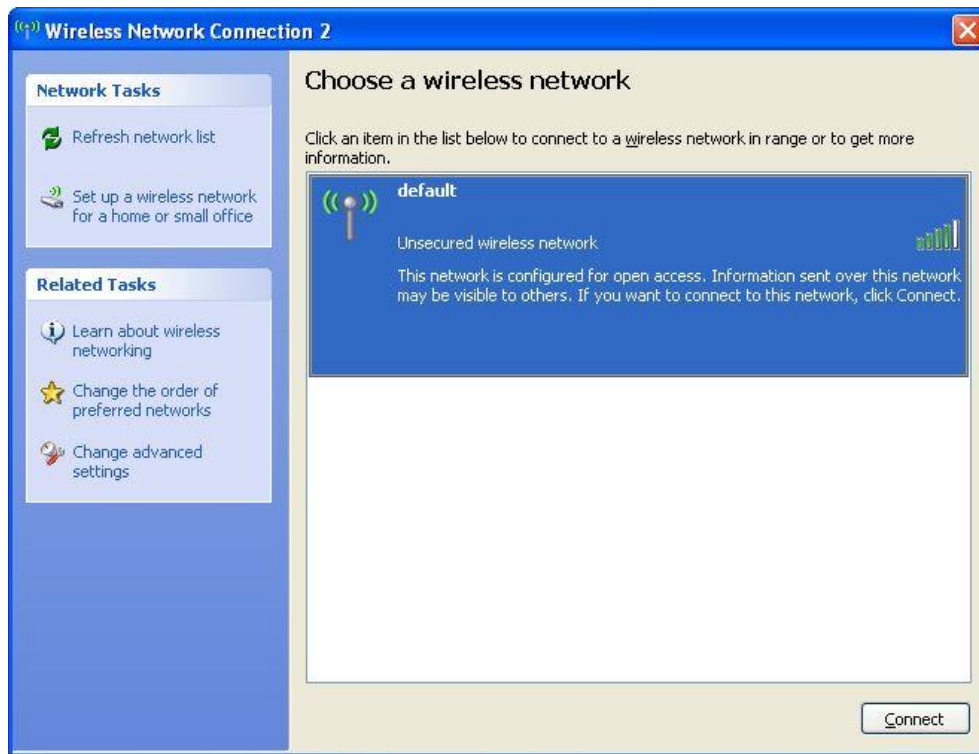 Wireless Network Connection 2
Network Tasks
Refresh network list
Set up a wireless network
for a home or small office
Related Tasks
Learn about wireless
networking
Change the order of
preferred networks
Change advanced
settings
Choose a wireless network
Click an item in the list below to connect to a wireless network in range or to get more
information.
default
Unsecured wireless network
This network is configured for open access. Information sent over this network
may be visible to others. If you want to connect to this network, click Connect.
Connect